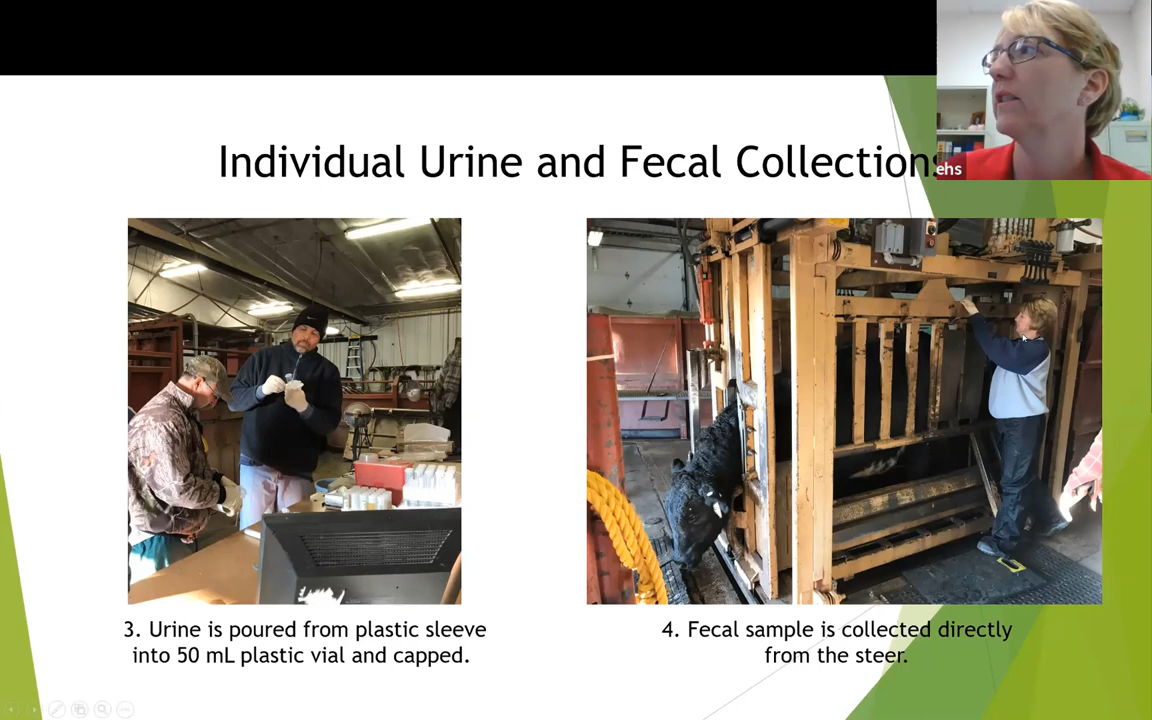 Individual Urine and Fecal Collections
ehs
3. Urine is poured from plastic sleeve
into 50 mL plastic vial and capped.
4. Fecal sample is collected directly
from the steer.